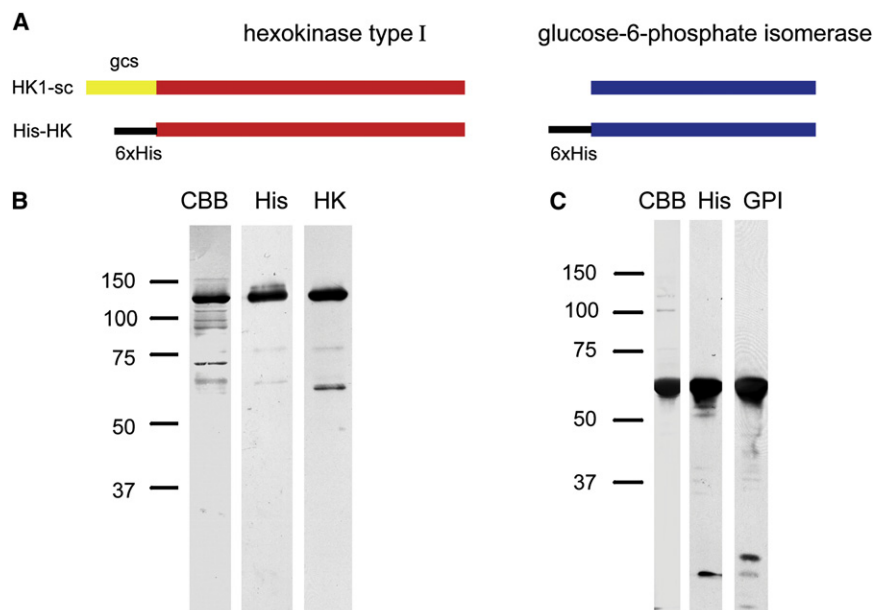 A
hexokinase type I
glucose-6-phosphate isomerase
gcs
HK1-sc
His-HK
6xHis
6xHis
B
CBB His HK
150
100
75
50
37
C
CBB His GPI
150
100
75
50
37